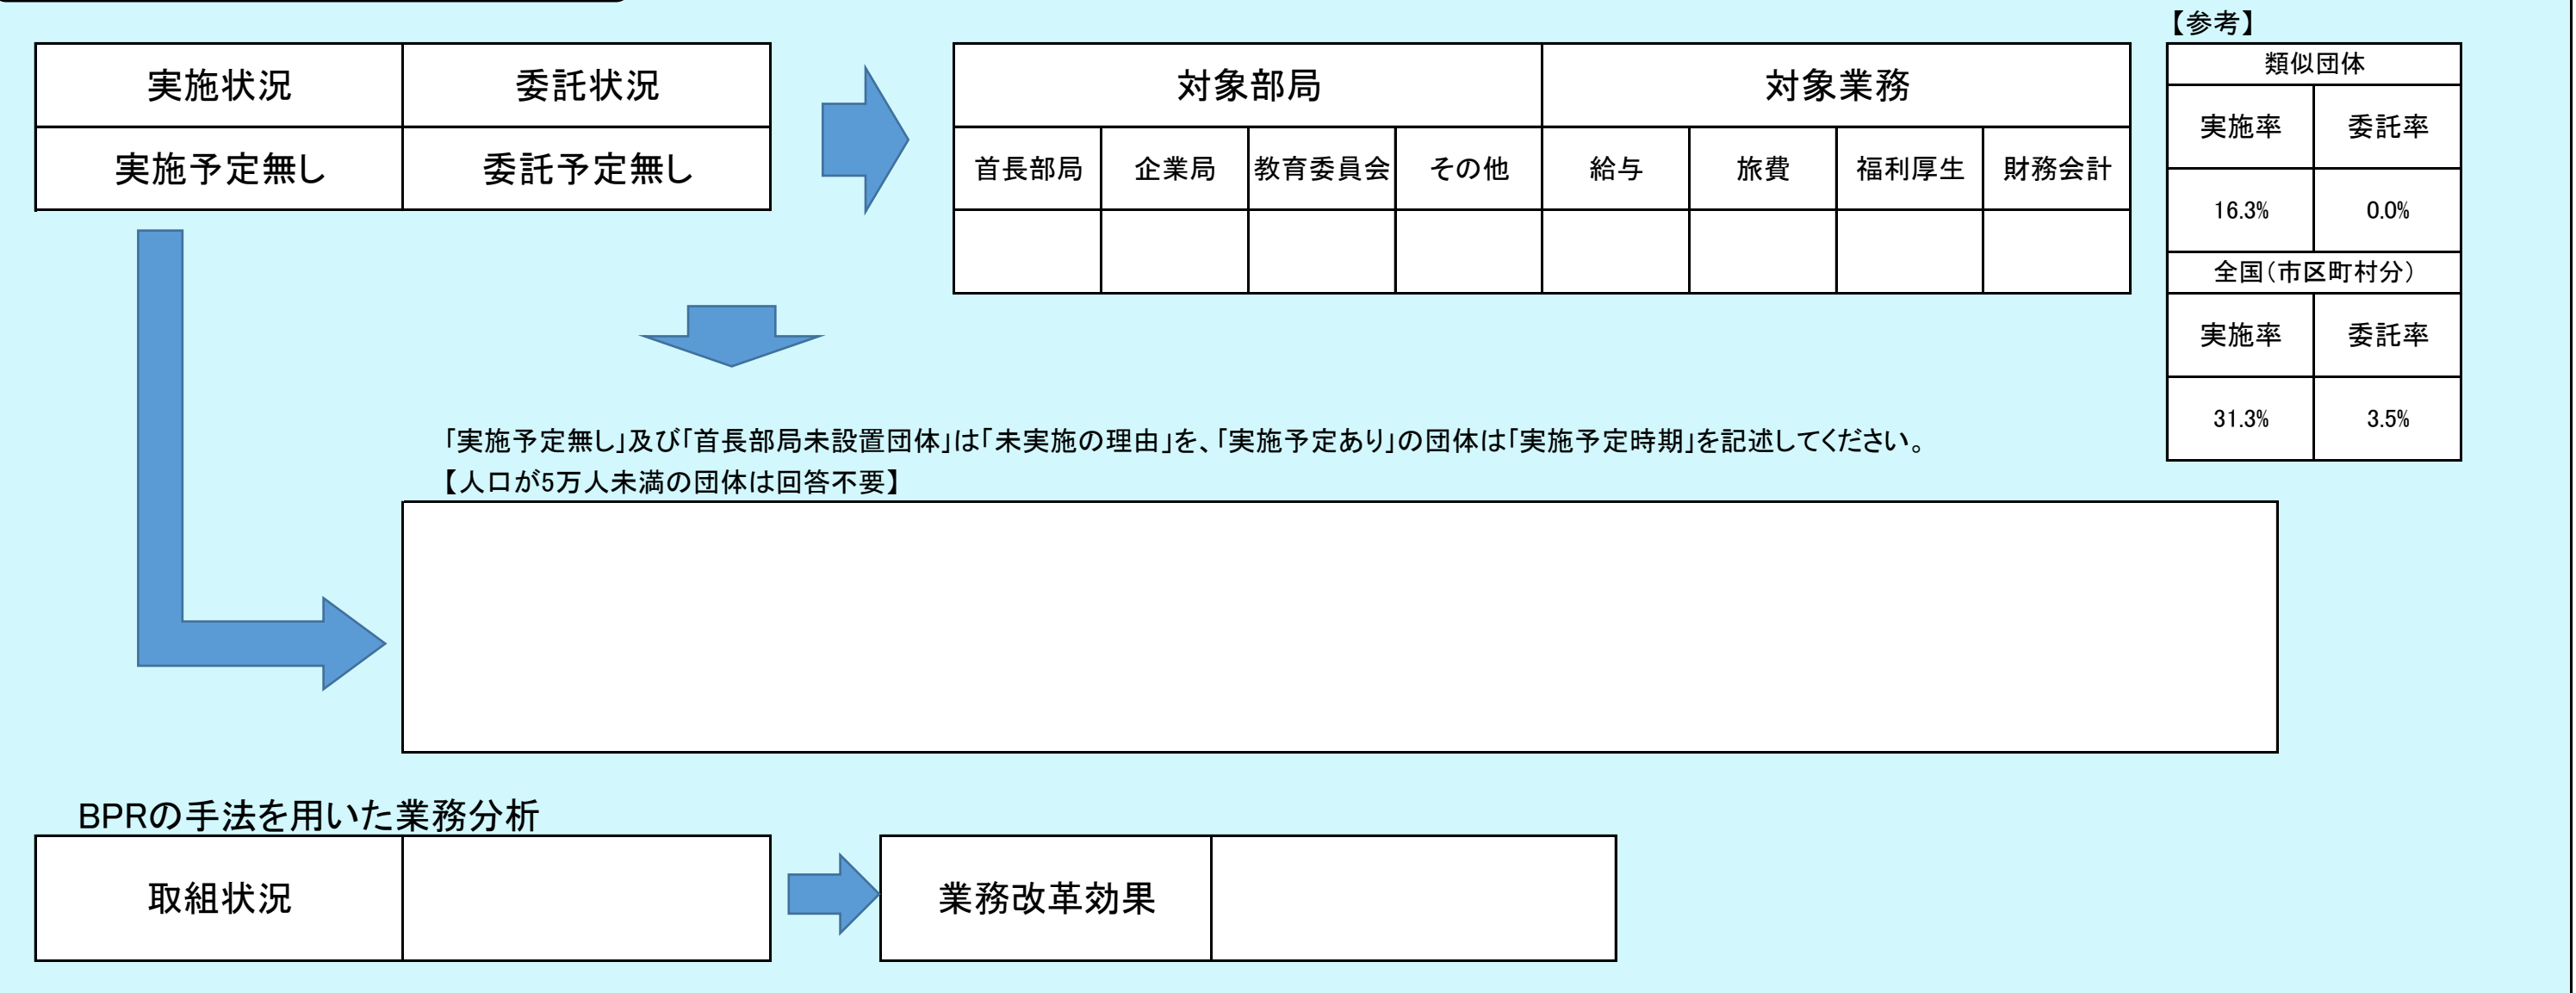 【参考】
実施状況 委託状況
実施予定無し 委託予定無し
対象部局 対象業務
首長部局 企業局 教育委員会 その他 給与 旅費 福利厚生 財務会計
類似団体
実施率 委託率
16.3% 0.0%
全国(市区町村分)
実施率 委託率
31.3% 3.5%
「実施予定無し」及び「首長部局未設置団体」は「未実施の理由」を、「実施予定あり」の団体は「実施予定時期」を記述してください。
【人口が5万人未満の団体は回答不要】
BPRの手法を用いた業務分析
取組状況
業務改革効果